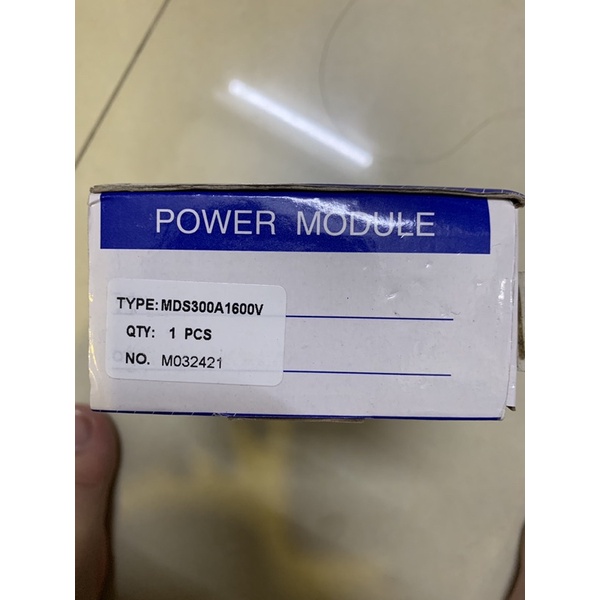 POWER MODULE
TYPE: MDS300A1600V
QTY: 1 PCS
NO. M032421